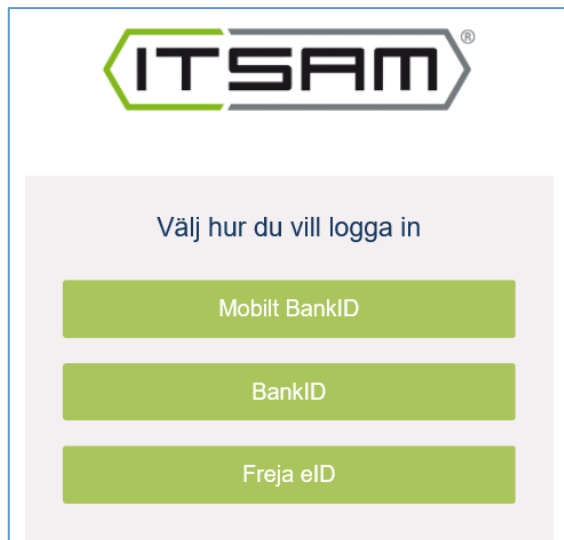 ITSAM®
Välj hur du vill logga in
Mobilt BankID
BankID
Freja eID